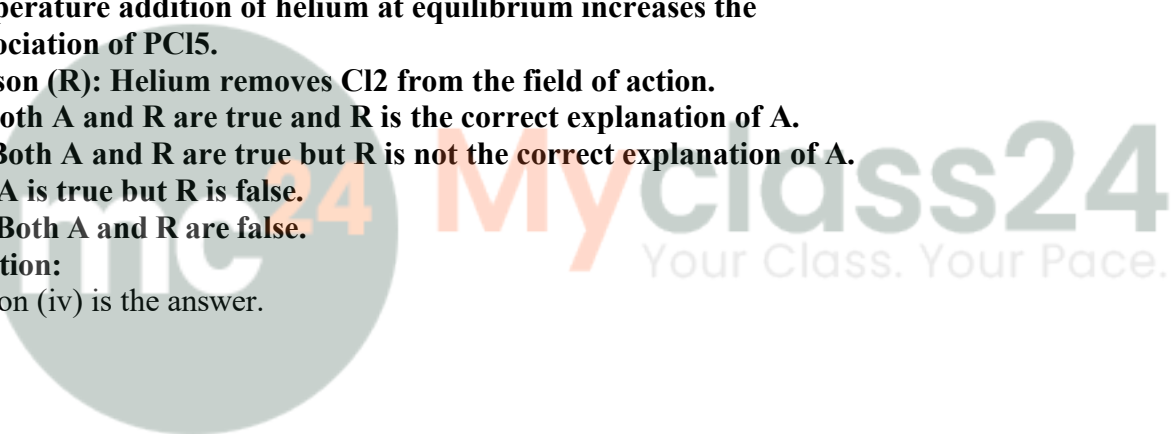 perature addition of helium at equilibrium increases the
ociation of PCl5.
son (R): Helium removes Cl2 from the field of action.
oth A and R are true and R is the correct explanation of A.
Both A and R are true but R is not the correct explanation of A.
A is true but R is false.
Both A and R are false.
tion:
on (iv) is the answer.
mc24 Myclass24
Your Class. Your Pace.